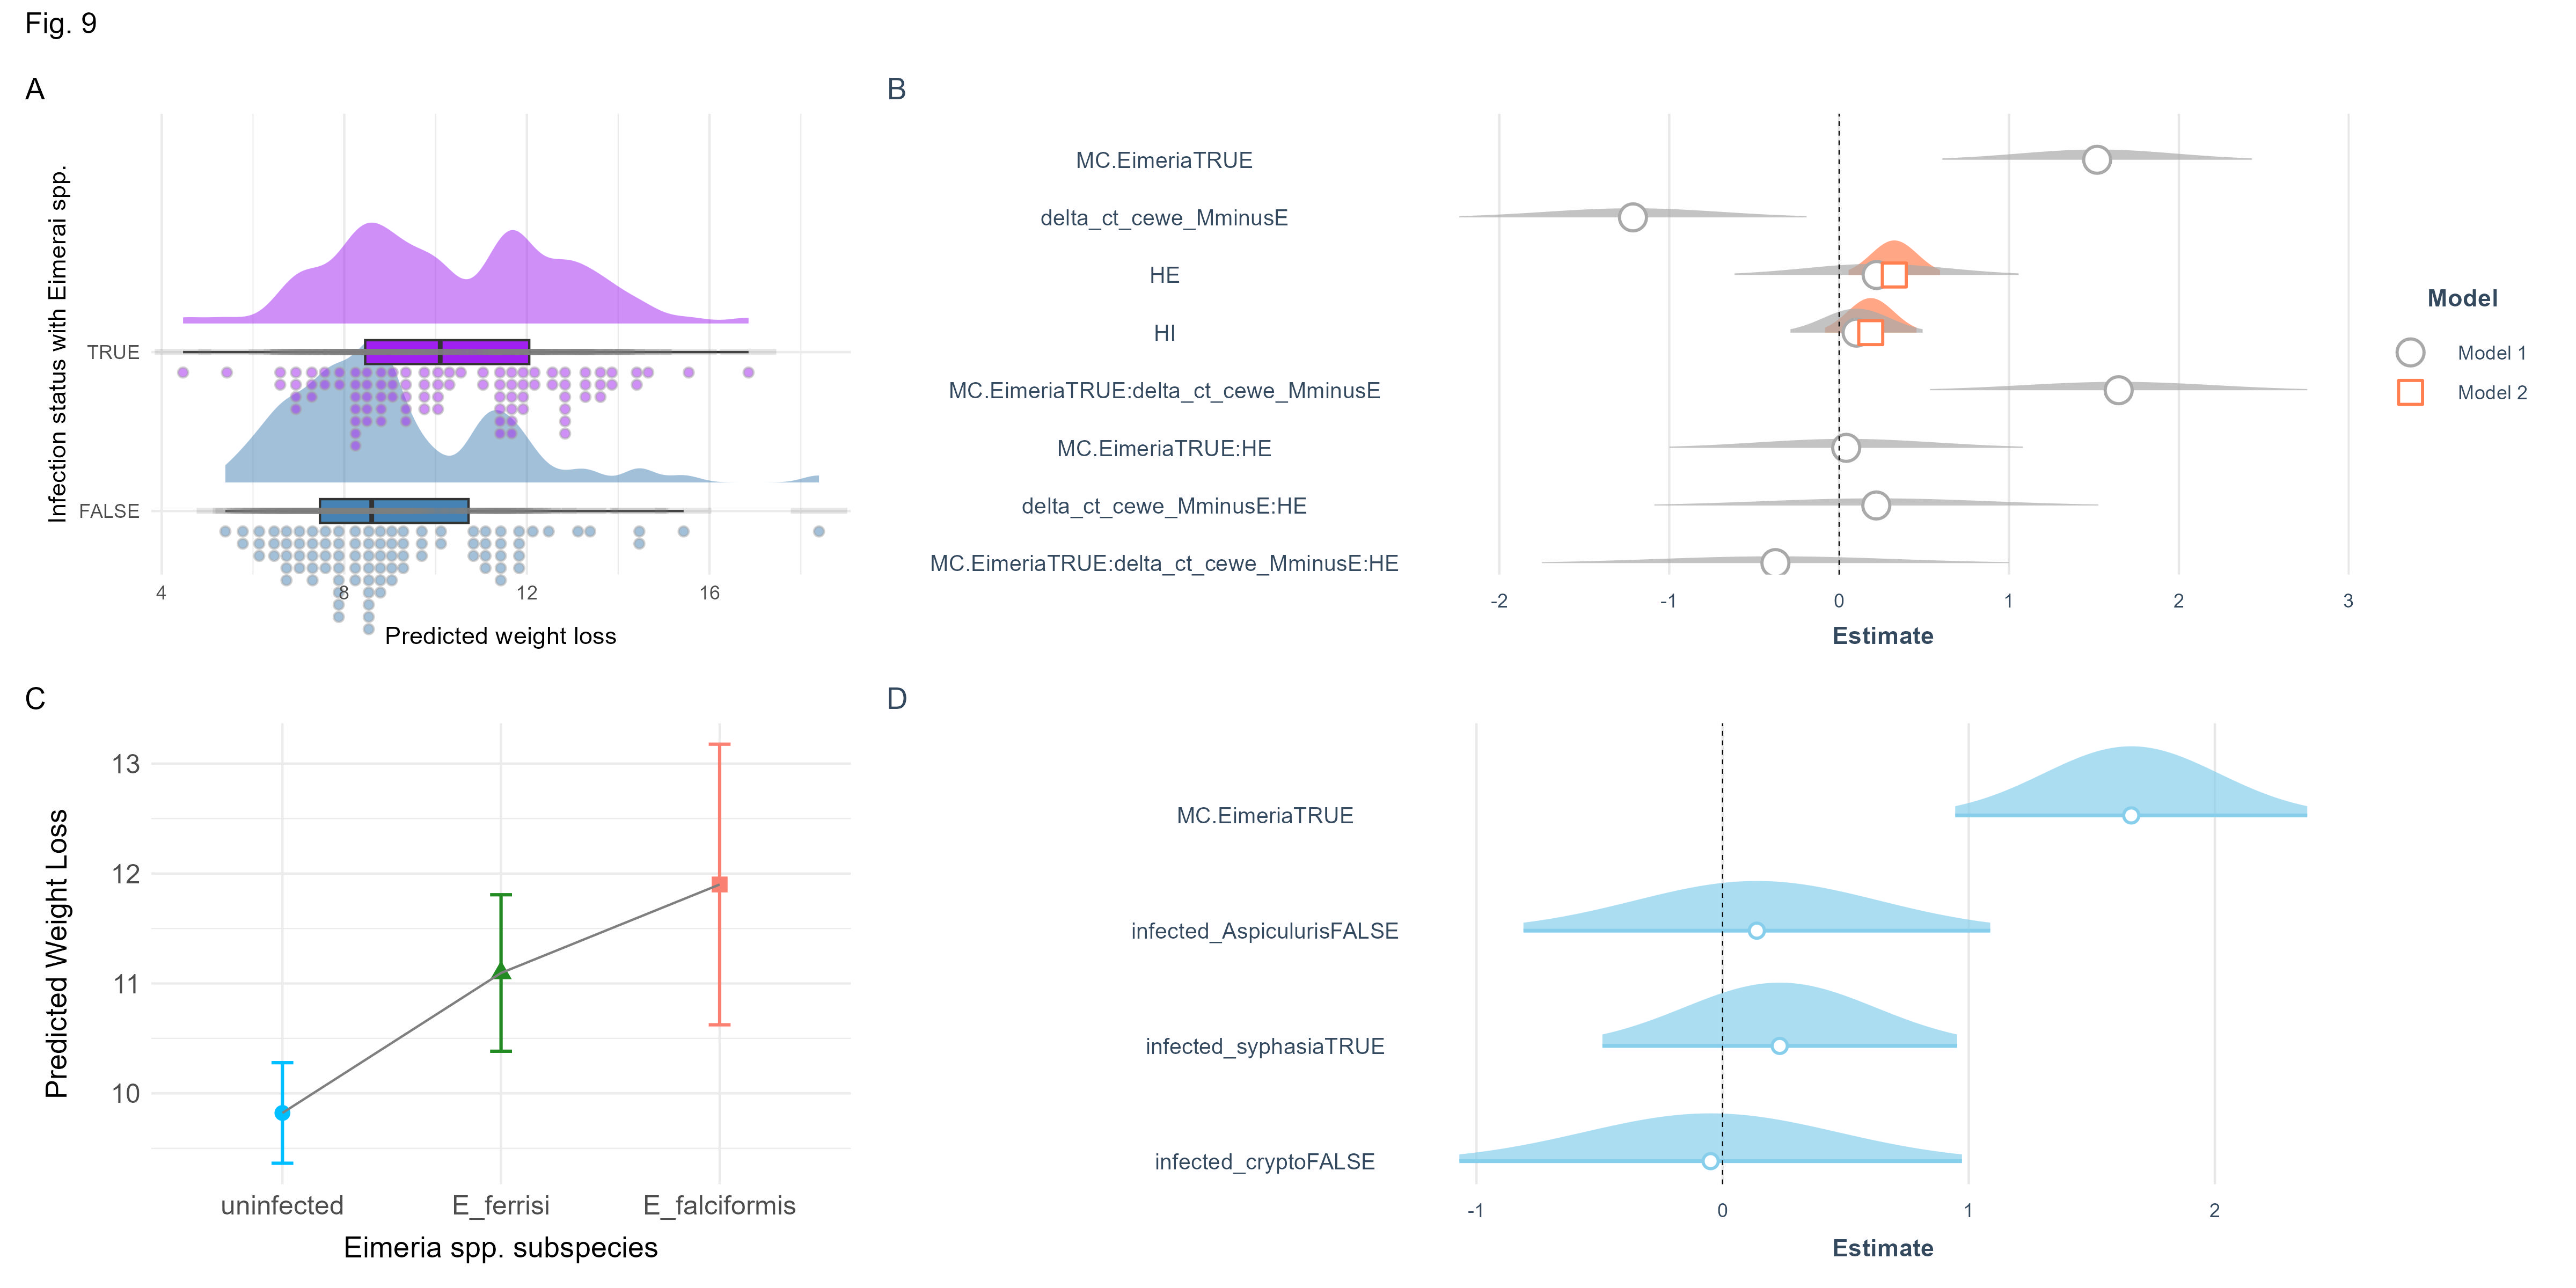 Fig. 9
A
Infection status with Eimerai spp.
TRUE
FALSE
4
8
12
16
Predicted weight loss
B
MC.EimeriaTRUE
delta_ct_cewe_MminusE
HE
HI
MC.EimeriaTRUE:delta_ct_cewe_MminusE
MC.EimeriaTRUE:HE
delta_ct_cewe_MminusE:HE
MC.EimeriaTRUE:delta_ct_cewe_MminusE:HE
-2
-1
0
1
2
3
Estimate
Model
Model 1
Model 2
C
Predicted Weight Loss
13
12
11
10
uninfected
E_ferrisi
E_falciformis
Eimeria spp. subspecies
D
MC.EimeriaTRUE
infected_AspiculurisFALSE
infected_syphasiaTRUE
infected_cryptoFALSE
-1
0
1
2
Estimate